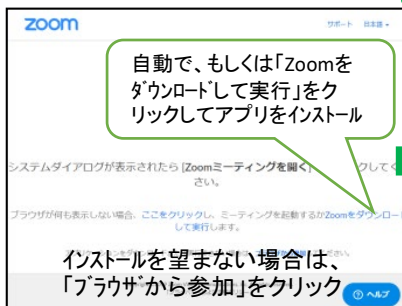 zoom
サポート 日本語
自動で、もしくは「Zoomを
ダウンロードして実行」をク
リックしてアプリをインストール
システムダイアログが表示されたら [Zoomミーティングを開く] クしてく
さい。
ブラウザが何も表示しない場合、ここをクリックし、ミーティングを起動するかZoomをダウンロード
して実行します。
インストールを望まない場合は、
「ブラウザから参加」をクリック
ヘルプ